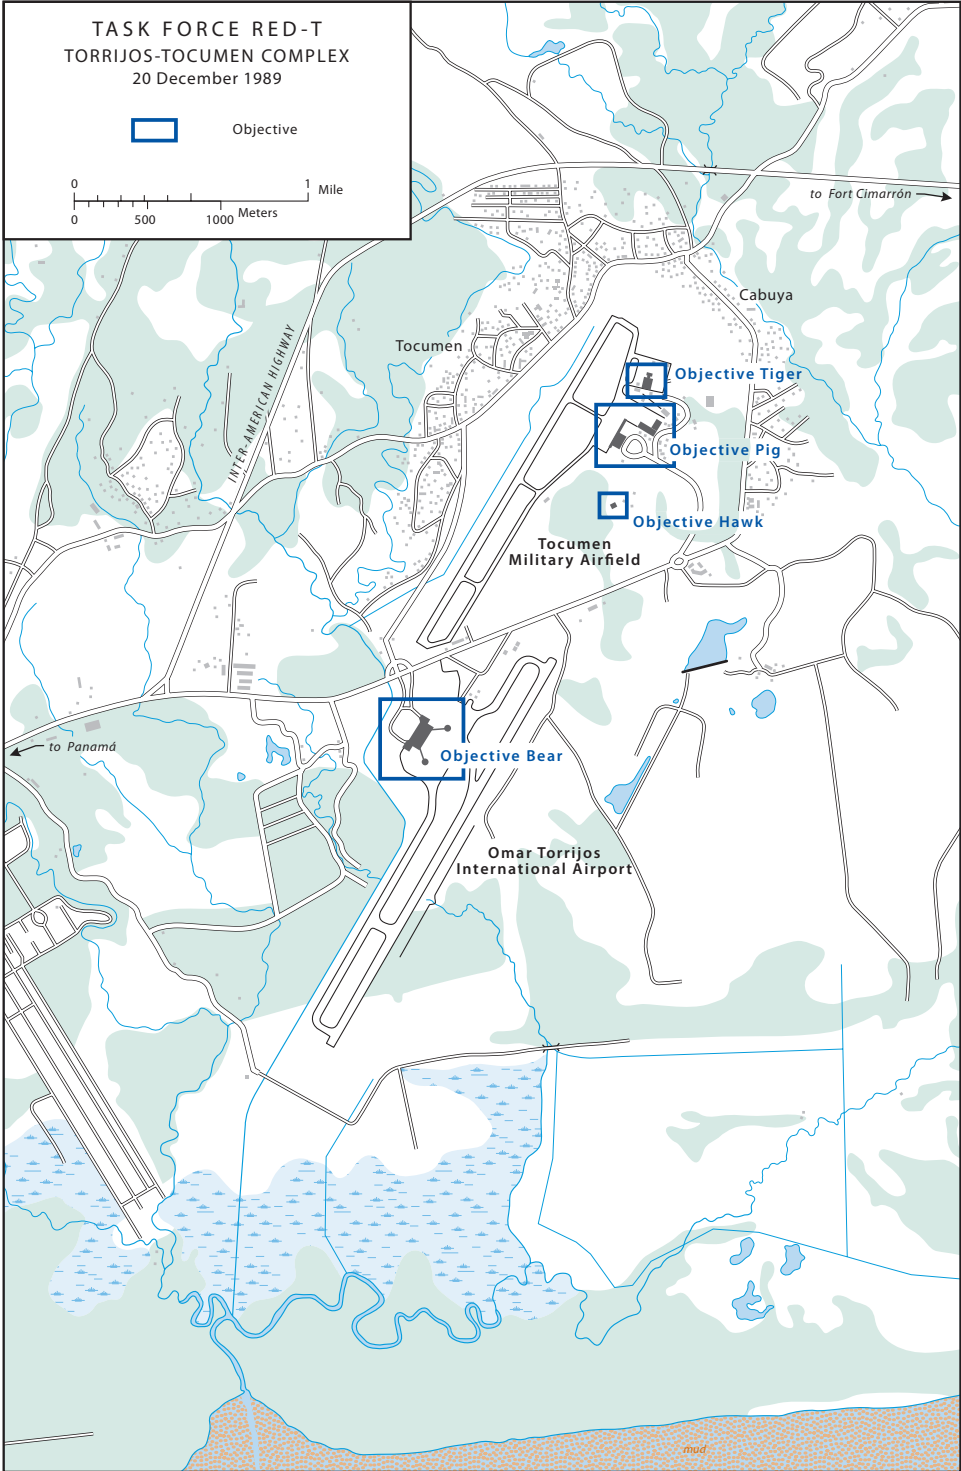 TASK FORCE RED-T
TORRIJOS-TOCUMEN COMPLEX
20 December 1989
Objective
0
1
Mile
0
500
1000
Meters
to Fort Cimarrón
Cabuya
Tocumen
INTER-AMERICAN HIGHWAY
Objective Tiger
Objective Pig
Objective Hawk
Tocumen
Military Airfield
to Panamá
Objective Bear
Omar Torrijos
International Airport
mud